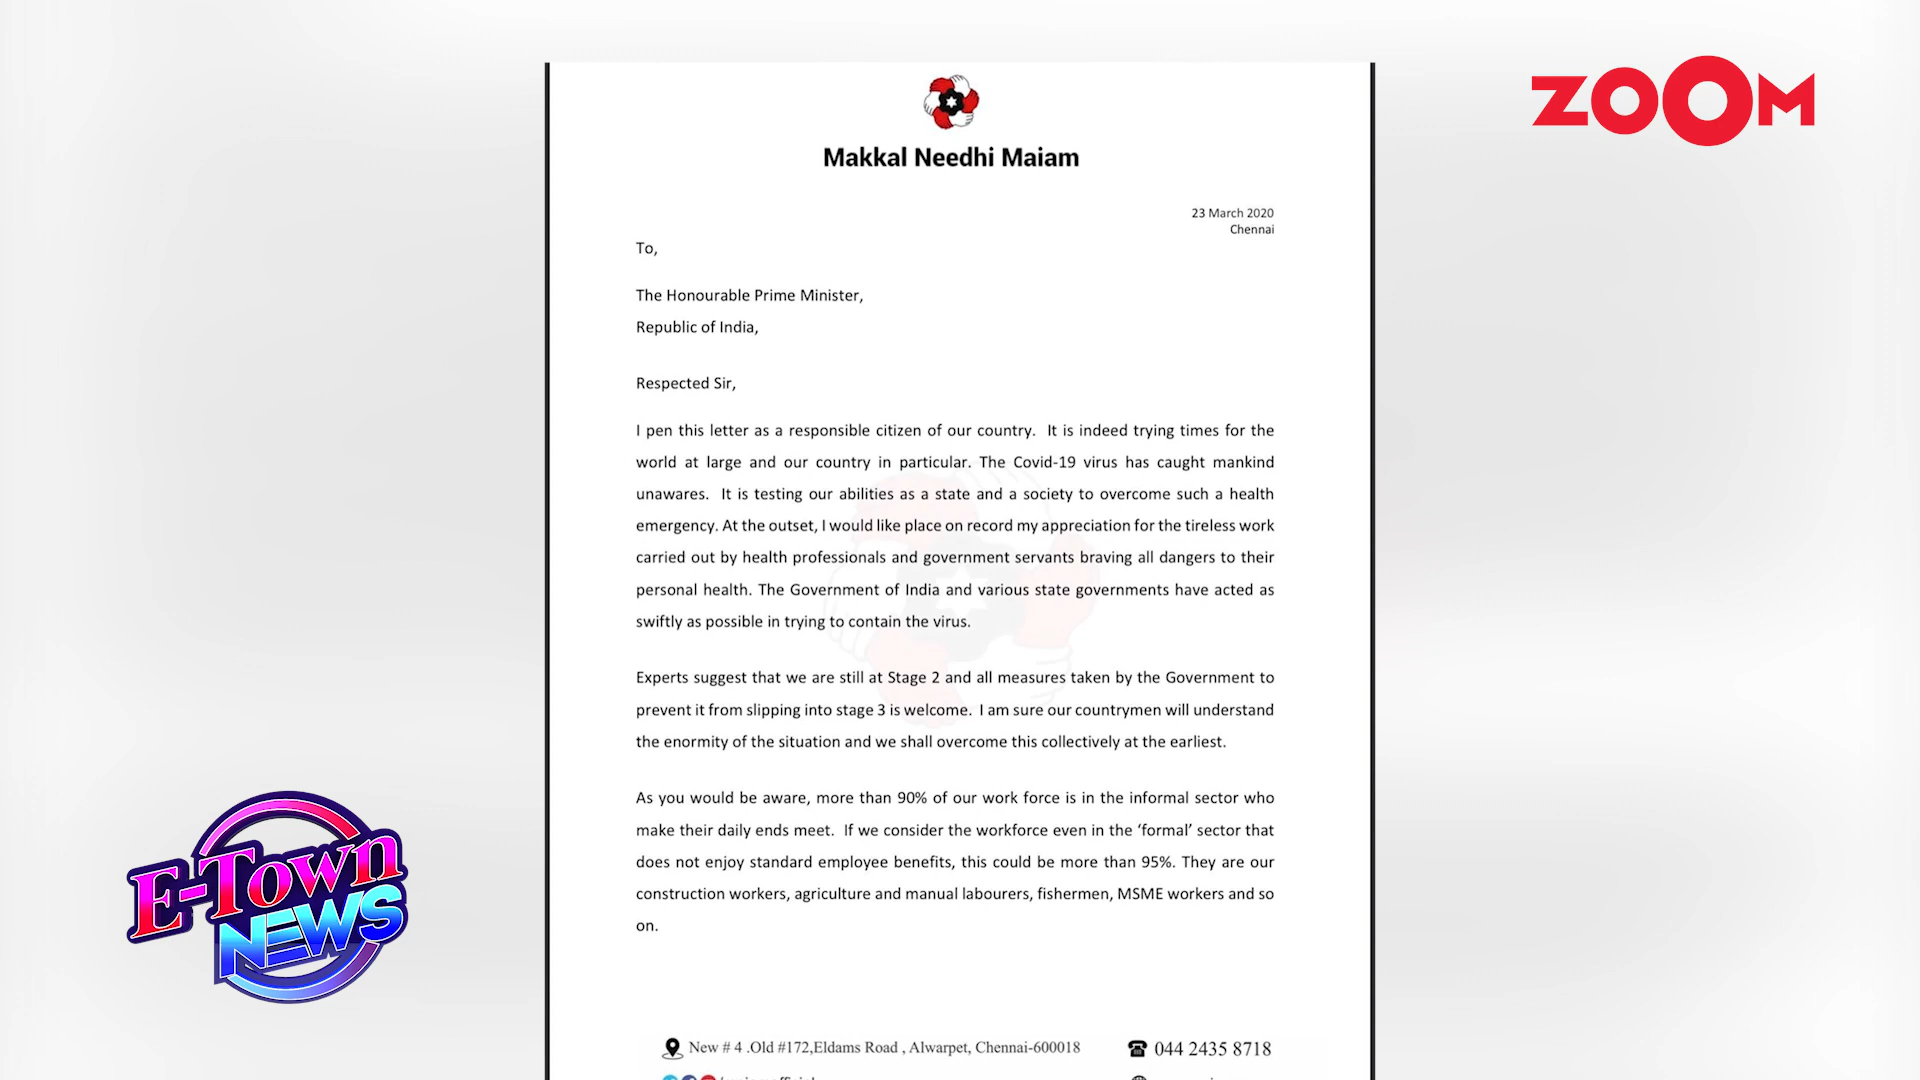 ZOOM
Makkal Needhi Maiam
23 March 2020
Chennai
To,
The Honourable Prime Minister,
Republic of India,
Respected Sir,
I pen this letter as a responsible citizen of our country.  It is indeed trying times for the
world at large and our country in particular. The Covid-19 virus has caught mankind
unawares.  It is testing our abilities as a state and a society to overcome such a health
emergency. At the outset, I would like place on record my appreciation for the tireless work
carried out by health professionals and government servants braving all dangers to their
personal health. The Government of India and various state governments have acted as
swiftly as possible in trying to contain the virus.
Experts suggest that we are still at Stage 2 and all measures taken by the Government to
prevent it from slipping into stage 3 is welcome.  I am sure our countrymen will understand
the enormity of the situation and we shall overcome this collectively at the earliest.
As you would be aware, more than 90% of our work force is in the informal sector who
make their daily ends meet.  If we consider the workforce even in the ‘formal’ sector that
does not enjoy standard employee benefits, this could be more than 95%. They are our
construction workers, agriculture and manual labourers, fishermen, MSME workers and so
on.
E-Town
NEWS
New # 4 .Old #172,Eldams Road , Alwarpet, Chennai-600018
044 2435 8718